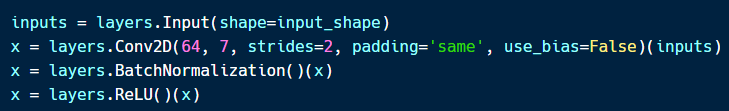 inputs = layers.Input(shape=input_shape)
x = layers.Conv2D(64, 7, strides=2, padding='same', use_bias=False)(inputs)
x = layers.BatchNormalization()(x)
x = layers.ReLU()(x)